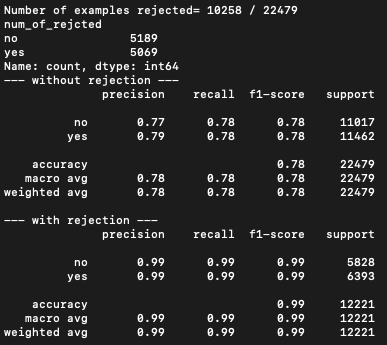 Number of examples rejected= 10258 / 22479
num_of_rejcted
no                5189
yes               5069
Name: count, dtype: int64
--- without rejection ---
              precision    recall  f1-score   support

          no       0.77      0.78      0.78     11017
         yes       0.79      0.78      0.78     11462

    accuracy                           0.78     22479
   macro avg       0.78      0.78      0.78     22479
weighted avg       0.78      0.78      0.78     22479

--- with rejection ---
              precision    recall  f1-score   support

          no       0.99      0.99      0.99      5828
         yes       0.99      0.99      0.99      6393

    accuracy                           0.99     12221
   macro avg       0.99      0.99      0.99     12221
weighted avg       0.99      0.99      0.99     12221